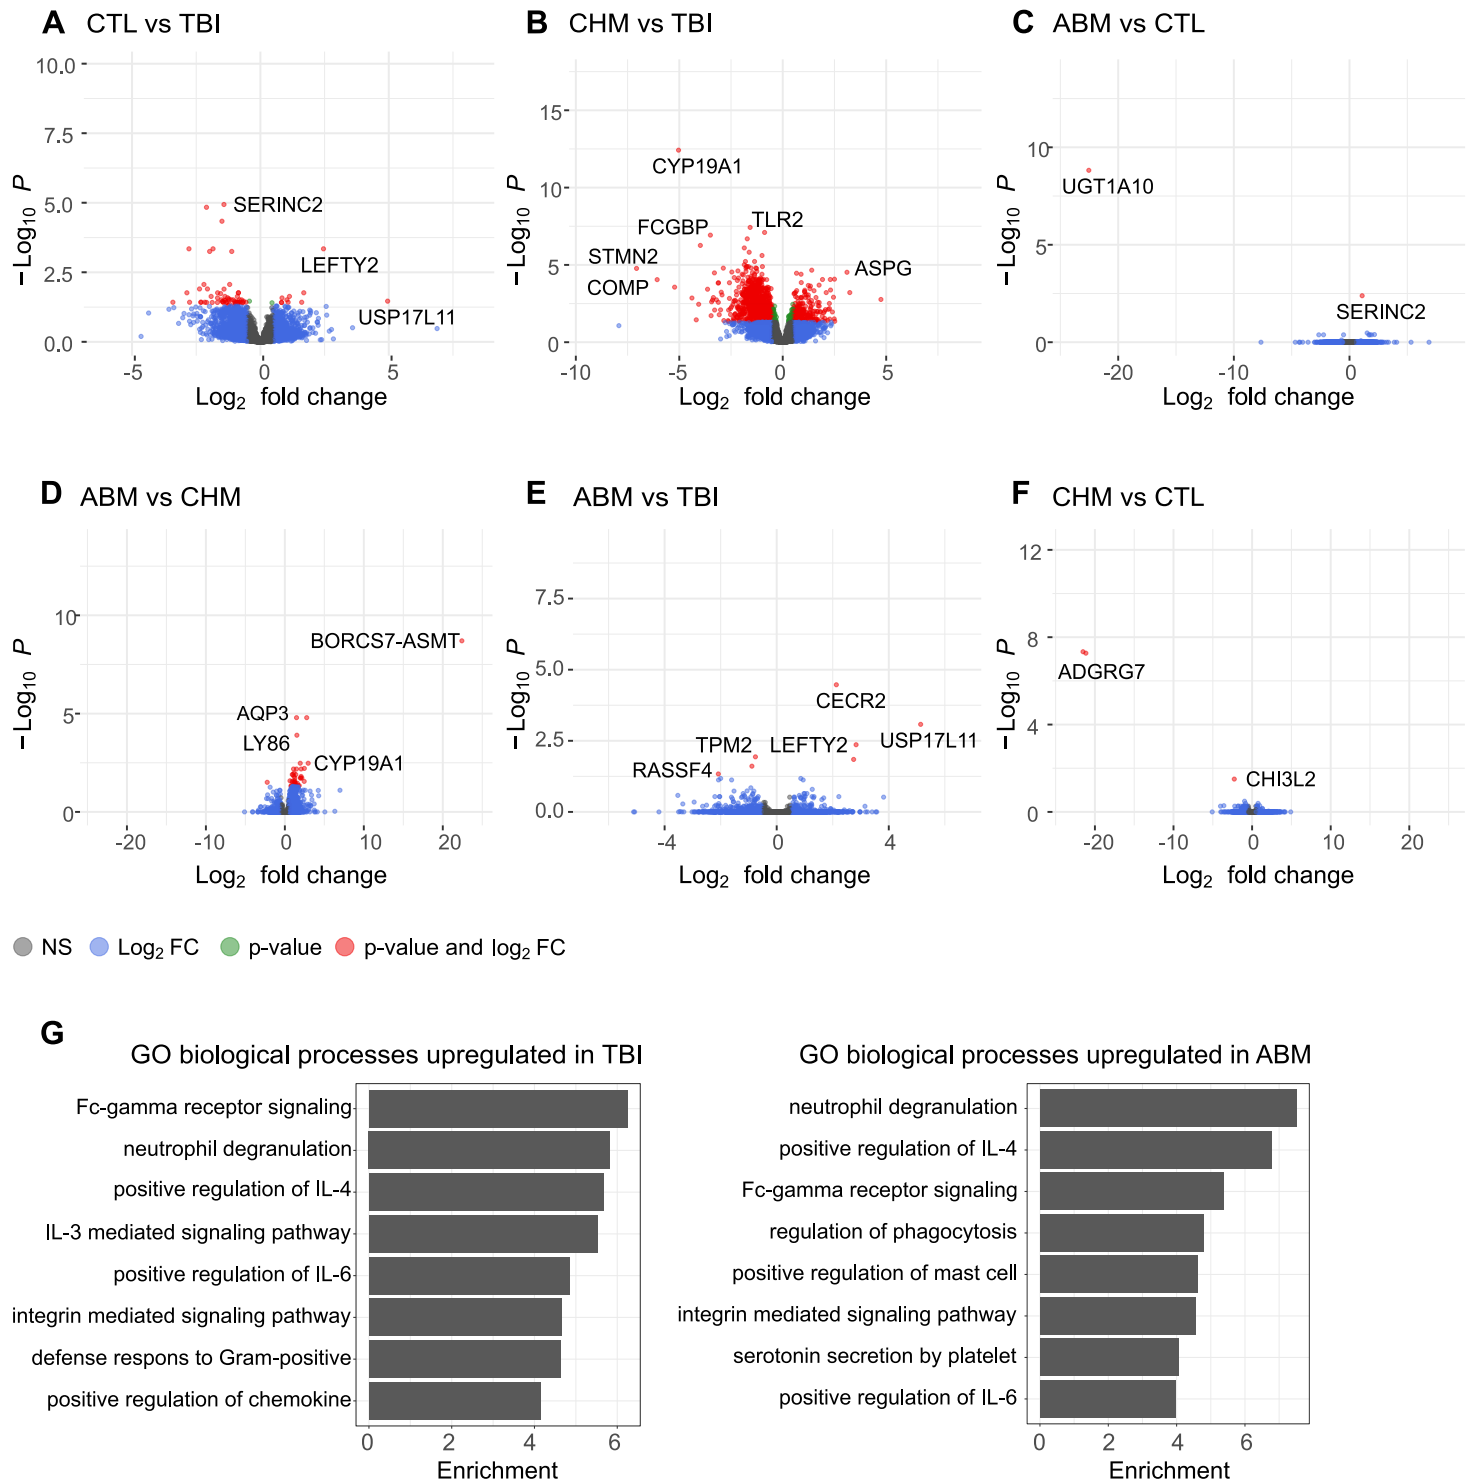 A CTL vs TBI
10.0
7.5
5.0
2.5
0.0
−Log10 P
SERINC2
LEFTY2
USP17L11
-5 0 5
Log2 fold change
B CHM vs TBI
15
10
5
0
−Log10 P
CYP19A1
FCGBP
TLR2
STMN2
ASPG
COMP
-10 -5 0 5
Log2 fold change
C ABM vs CTL
10
5
0
−Log10 P
UGT1A10
SERINC2
-20 0
Log2 fold change
D ABM vs CHM
10
5
0
−Log10 P
BORCS7-ASMT
AQP3
LY86
CYP19A1
-20 -10 0 10 20
Log2 fold change
E ABM vs TBI
7.5
5.0
2.5
0.0
−Log10 P
CECR2
USP17L11
TPM2
LEFTY2
RASSF4
-4 0 4
Log2 fold change
F CHM vs CTL
12
8
4
0
−Log10 P
ADGRG7
CHI3L2
-20 -10 0 10 20
Log2 fold change
NS Log2 FC p-value p-value and log2 FC
G
GO biological processes upregulated in TBI
Fc-gamma receptor signaling
neutrophil degranulation
positive regulation of IL-4
IL-3 mediated signaling pathway
positive regulation of IL-6
integrin mediated signaling pathway
defense respons to Gram-positive
positive regulation of chemokine
0 2 4 6
Enrichment
GO biological processes upregulated in ABM
neutrophil degranulation
positive regulation of IL-4
Fc-gamma receptor signaling
regulation of phagocytosis
positive regulation of mast cell
integrin mediated signaling pathway
serotonin secretion by platelet
positive regulation of IL-6
0 2 4 6
Enrichment